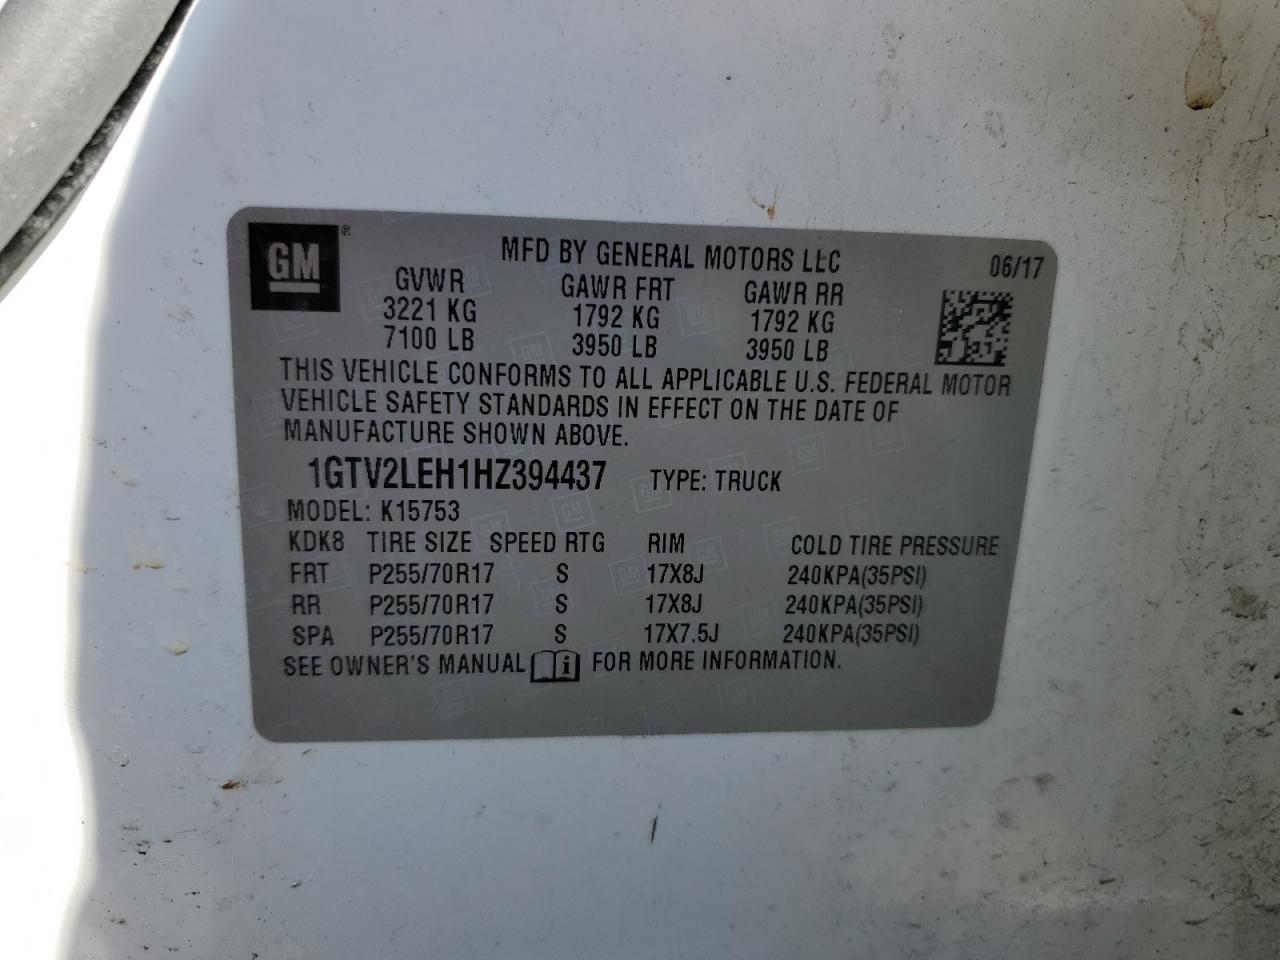 GM®
MFD BY GENERAL MOTORS LLC 06/17
GVWR GAWR FRT GAWR RR
3221 KG 1792 KG 1792 KG
7100 LB 3950 LB 3950 LB
THIS VEHICLE CONFORMS TO ALL APPLICABLE U.S. FEDERAL MOTOR
VEHICLE SAFETY STANDARDS IN EFFECT ON THE DATE OF
MANUFACTURE SHOWN ABOVE.
1GTV2LEH1HZ394437 TYPE: TRUCK
MODEL: K15753
KDK8 TIRE SIZE SPEED RTG RIM COLD TIRE PRESSURE
FRT P255/70R17 S 17X8J 240KPA(35PSI)
RR P255/70R17 S 17X8J 240KPA(35PSI)
SPA P255/70R17 S 17X7.5J 240KPA(35PSI)
SEE OWNER'S MANUAL i FOR MORE INFORMATION.